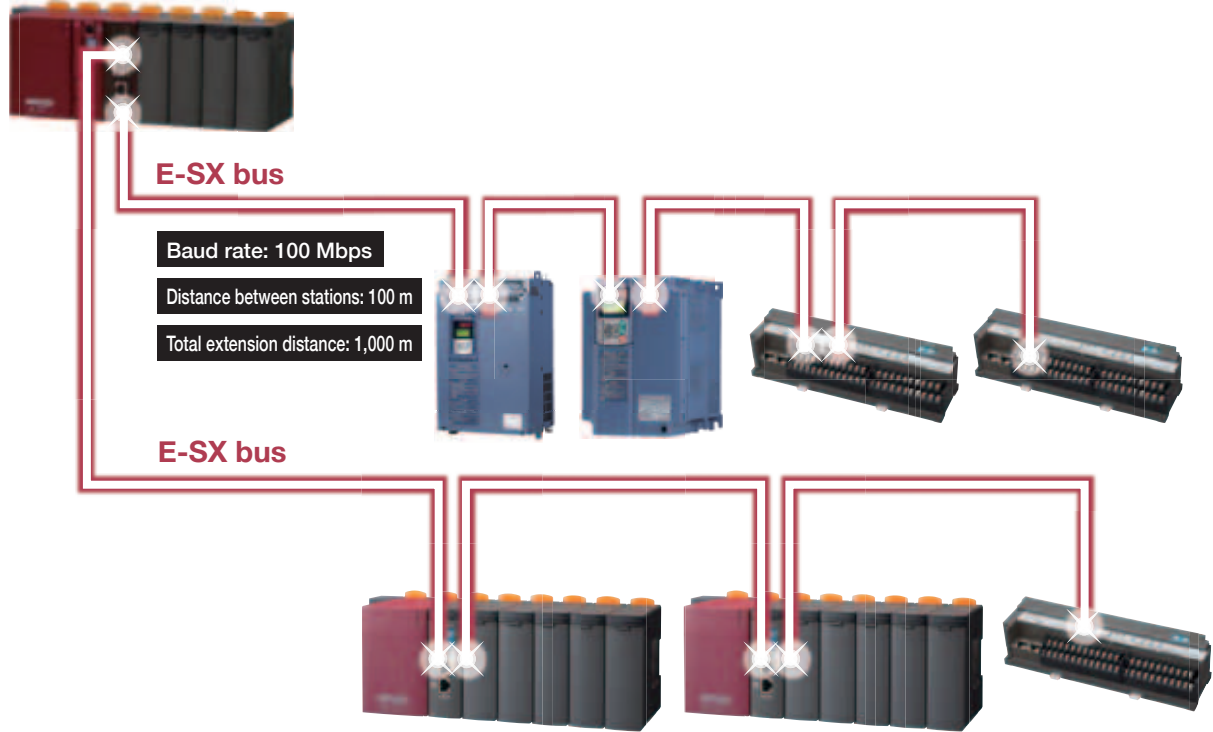 E-SX bus
Baud rate: 100 Mbps
Distance between stations: 100 m
Total extension distance: 1,000 m
E-SX bus